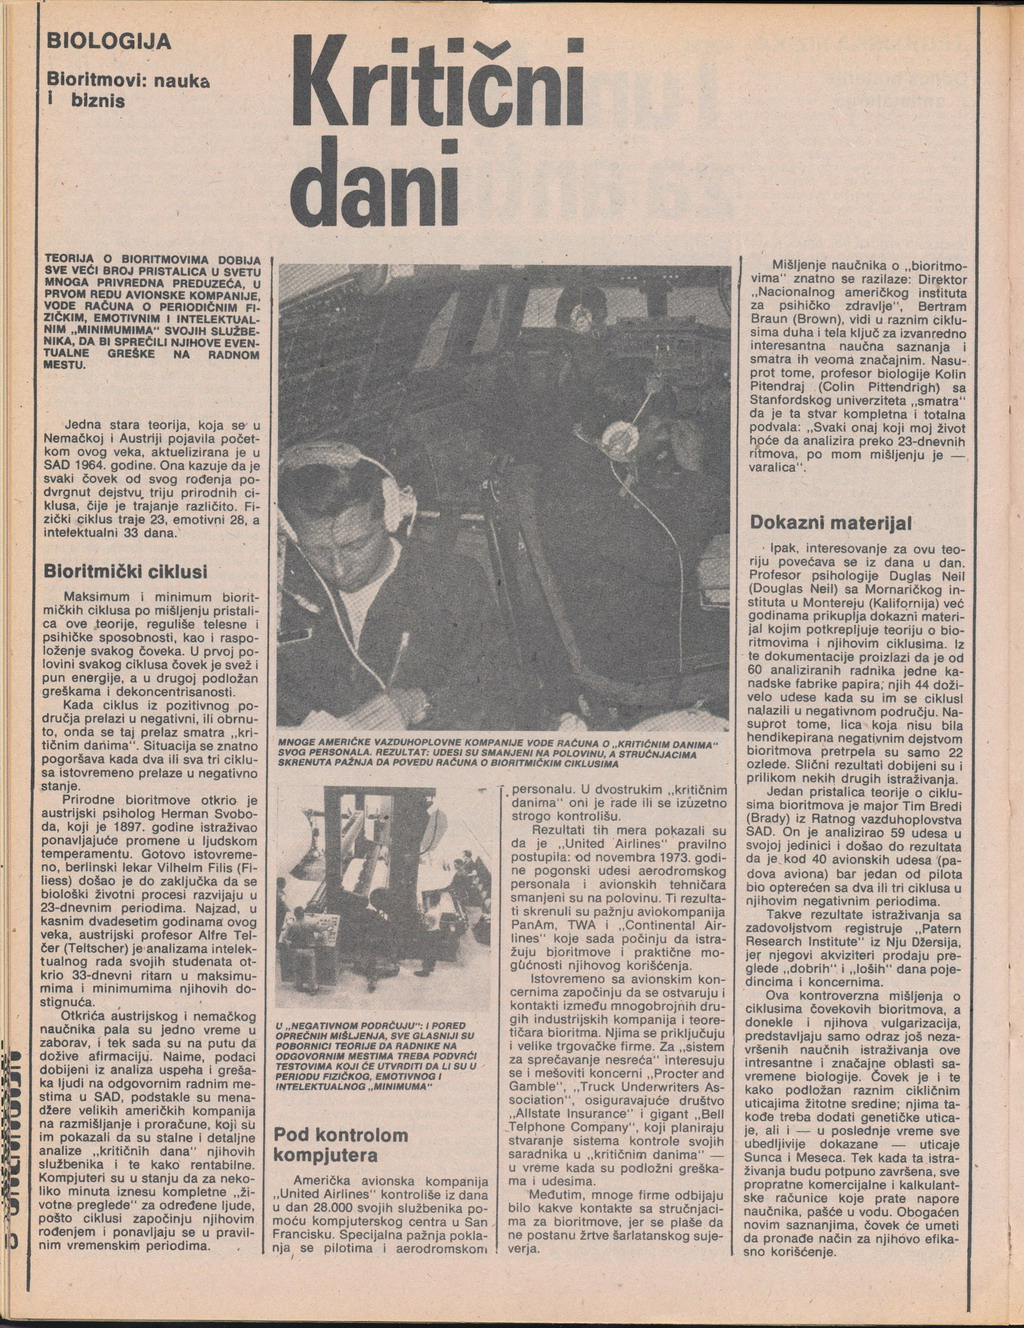 BIOLOGIJA
Bioritmovi: nauka
i biznis
Kritični
dani
TEORIJA O BIORITMOVIMA DOBIJA
SVE VEĆI BROJ PRISTALICA U SVETU
MNOGA PRIVREDNA PREDUZEĆA, U
PRVOM REDU AVIONSKE KOMPANIJE,
VODE RAČUNA O PERIODIČNIM FI-
ZIČKIM, EMOTIVNIM I INTELEKTUAL-
NIM „MINIMUMIMA" SVOJIH SLUŽBE-
NIKA, DA BI SPREČILI NJIHOVE EVEN-
TUALNE GREŠKE NA RADNOM
MESTU.
Jedna stara teorija, koja se u
Nemačkoj i Austriji pojavila počet-
kom ovog veka, aktuelizirana je u
SAD 1964. godine. Ona kazuje da je
svaki čovek od svog rođenja po-
dvrgnut dejstvu triju prirodnih ci-
klusa, čije je trajanje različito. Fi-
zički ciklus traje 23, emotivni 28, a
intelektualni 33 dana.
Bioritmički ciklusi
Maksimum i minimum biorit-
mičkih ciklusa po mišljenju pristali-
ca ove teorije, reguliše telesne i
psihičke sposobnosti, kao i raspo-
loženje svakog čoveka. U prvoj po-
lovini svakog ciklusa čovek je svež i
pun energije, a u drugoj podložan
greškama i dekoncentrisanosti.
Kada ciklus iz pozitivnog po-
dručja prelazi u negativni, ili obrnu-
to, onda se taj prelaz smatra „kri-
tičnim danima". Situacija se znatno
pogoršava kada dva ili sva tri ciklu-
sa istovremeno prelaze u negativno
stanje.
Prirodne bioritmove otkrio je
austrijski psiholog Herman Svobo-
da, koji je 1897. godine istraživao
ponavljajuće promene u ljudskom
temperamentu. Gotovo istovreme-
no, berlinski lekar Vilhelm Filis (Fi-
liess) došao je do zaključka da se
biološki životni procesi razvijaju u
23-dnevnim periodima. Najzad, u
kasnim dvadesetim godinama ovog
veka, austrijski profesor Alfre Tel-
čer (Teltscher) je analizama intelek-
tualnog rada svojih studenata ot-
krio 33-dnevni ritam u maksimu-
mima i minimumima njihovih do-
stignuća.
Otkrića austrijskog i nemačkog
naučnika pala su jedno vreme u
zaborav, i tek sada su na putu da
dožive afirmaciju. Naime, podaci
dobijeni iz analiza uspeha i greša-
ka ljudi na odgovornim radnim me-
stima u SAD, podstakle su mena-
džere velikih američkih kompanija
na razmišljanje i proračune, koji su
im pokazali da su stalne i detaljne
analize „kritičnih dana" njihovih
službenika i te kako rentabilne.
Kompjuteri su u stanju da za neko-
liko minuta iznesu kompletne „ži-
votne preglede" za određene ljude,
pošto ciklusi započinju njihovim
rođenjem i ponavljaju se u pravil-
nim vremenskim periodima.
MNOGE AMERIČKE VAZDUHOPLOVNE KOMPANIJE VODE RAČUNA O „KRITIČNIM DANIMA"
SVOG PERSONALA. REZULTAT: UDESI SU SMANJENI NA POLOVINU, A STRUČNJACIMA
SKRENUTA PAŽNJA DA POVEDU RAČUNA O BIORITMIČKIM CIKLUSIMA
U „NEGATIVNOM PODRČUJU": I PORED
OPREČNIH MIŠLJENJA, SVE GLASNIJI SU
POBORNICI TEORIJE DA RADNIKE NA
ODGOVORNIM MESTIMA TREBA PODVRĆI
TESTOVIMA KOJI ĆE UTVRDITI DA LI SU U
PERIODU FIZIČKOG, EMOTIVNOG I
INTELEKTUALNOG „MINIMUMA"
Pod kontrolom
kompjutera
Američka avionska kompanija
„United Airlines" kontroliše iz dana
u dan 28.000 svojih službenika po-
moću kompjuterskog centra u San
Francisku. Specijalna pažnja pokla-
nja se pilotima i aerodromskom
personalu. U dvostrukim „kritičnim
danima" oni je rade ili se izuzetno
strogo kontrolišu.
Rezultati tih mera pokazali su
da je „United Airlines" pravilno
postupila: od novembra 1973. godi-
ne pogonski udesi aerodromskog
personala i avionskih tehničara
smanjeni su na polovinu. Ti rezulta-
ti skrenuli su pažnju aviokompanija
PanAm, TWA i „Continental Air-
lines" koje sada počinju da istra-
žuju bioritmove i praktične mo-
gućnosti njihovog korišćenja.
Istovremeno sa avionskim kon-
cernima započinju da se ostvaruju i
kontakti između mnogobrojnih dru-
gih industrijskih kompanija i teore-
tičara bioritma. Njima se priključuju
i velike trgovačke firme. Za „sistem
za sprečavanje nesreća" interesuju
se i mešoviti koncerni „Procter and
Gamble", „Truck Underwriters As-
sociation", osiguravajuće društvo
„Allstate Insurance" i gigant „Bell
Telephone Company", koji planiraju
stvaranje sistema kontrole svojih
saradnika u „kritičnim danima" —
u vreme kada su podložni greška-
ma i udesima.
Međutim, mnoge firme odbijaju
bilo kakve kontakte sa stručnjaci-
ma za bioritmove, jer se plaše da
ne postanu žrtve šarlatanskog suje-
verja.
Mišljenje naučnika o „bioritmo-
vima" znatno se razilaze: Direktor
„Nacionalnog američkog instituta
za psihičko zdravlje", Bertram
Braun (Brown), vidi u raznim ciklu-
sima duha i tela ključ za izvanredno
interesantna naučna saznanja i
smatra ih veoma značajnim. Nasu-
prot tome, profesor biologije Kolin
Pitendraj (Colin Pittendrigh) sa
Stanfordskog univerziteta „smatra"
da je ta stvar kompletna i totalna
podvala: „Svaki onaj koji moj život
hoće da analizira preko 23-dnevnih
ritmova, po mom mišljenju je —
varalica".
Dokazni materijal
Ipak, interesovanje za ovu teo-
riju povećava se iz dana u dan.
Profesor psihologije Duglas Neil
(Douglas Neil) sa Mornaričkog in-
stituta u Montereju (Kalifornija) već
godinama prikuplja dokazni materi-
jal kojim potkrepljuje teoriju o bio-
ritmovima i njihovim ciklusima. Iz
te dokumentacije proizlazi da je od
60 analiziranih radnika jedne ka-
nadske fabrike papira, njih 44 doži-
velo udese kada su im se ciklusi
nalazili u negativnom području. Na-
suprot tome, lica koja nisu bila
hendikepirana negativnim dejstvom
bioritmova pretrpela su samo 22
ozlede. Slični rezultati dobijeni su i
prilikom nekih drugih istraživanja.
Jedan pristalica teorije o ciklu-
sima bioritmova je major Tim Bredi
(Brady) iz Ratnog vazduhoplovstva
SAD. On je analizirao 59 udesa u
svojoj jedinici i došao do rezultata
da je kod 40 avionskih udesa (pa-
dova aviona) bar jedan od pilota
bio opterećen sa dva ili tri ciklusa u
njihovim negativnim periodima.
Takve rezultate istraživanja sa
zadovoljstvom registruje „Patern
Research Institute" iz Nju Džersija,
jer njegovi akviziteri prodaju pre-
glede „dobrih" i „loših" dana poje-
dincima i koncernima.
Ova kontroverzna mišljenja o
ciklusima čovekovih bioritmova, a
donekle i njihova vulgarizacija,
predstavljaju samo odraz još neza-
vršenih naučnih istraživanja ove
intresantne i značajne oblasti sa-
vremene biologije. Čovek je i te
kako podložan raznim cikličnim
uticajima žitotne sredine; njima ta-
kođe treba dodati genetičke utica-
je, ali i — u poslednje vreme sve
ubedljivije dokazane — uticaje
Sunca i Meseca. Tek kada ta istra-
živanja budu potpuno završena, sve
propratne komercijalne i kalkulant-
ske računice koje prate napore
naučnika, pašće u vodu. Obogaćen
novim saznanjima, čovek će umeti
da pronađe način za njihovo efika-
sno korišćenje.